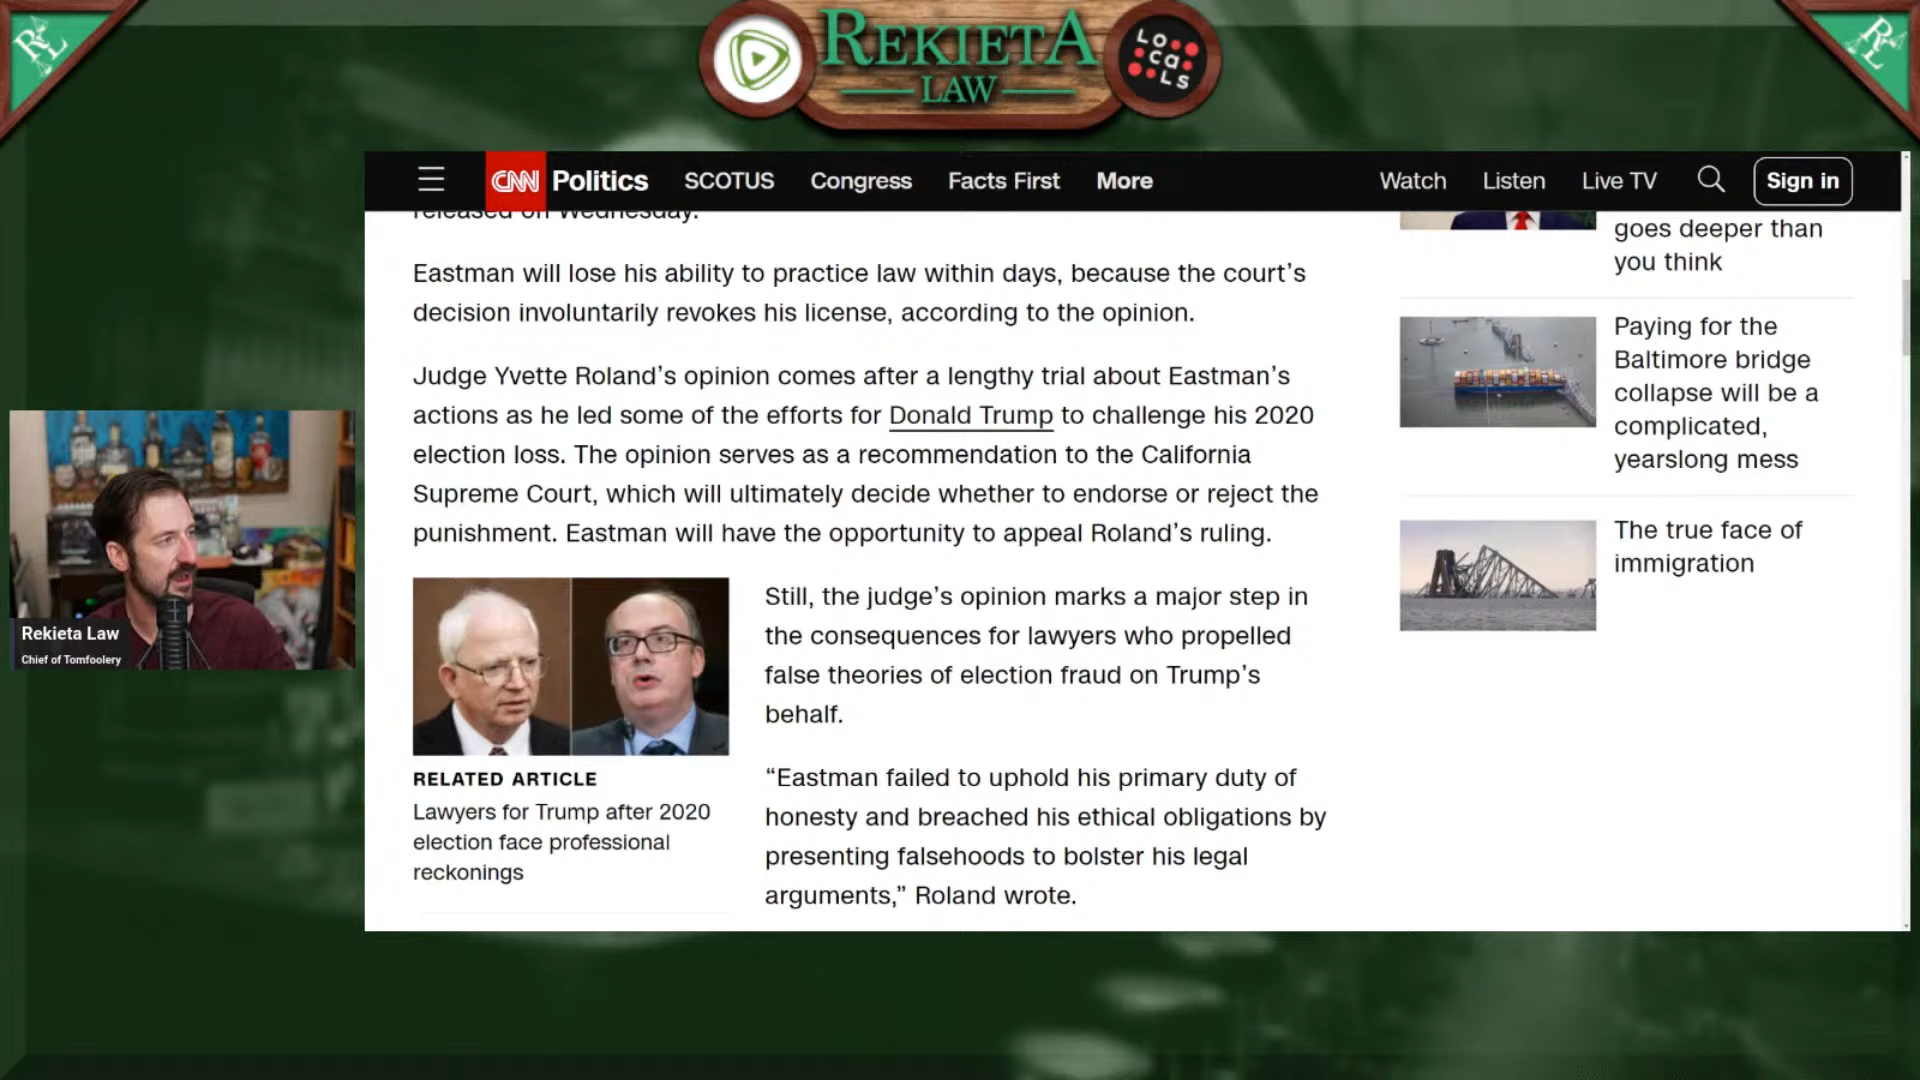 RL
REKIETA
LAW
LOCALS
RL
CNN Politics SCOTUS Congress Facts First More Watch Listen Live TV Sign in
released on Wednesday.
Eastman will lose his ability to practice law within days, because the court’s
decision involuntarily revokes his license, according to the opinion.
Judge Yvette Roland’s opinion comes after a lengthy trial about Eastman’s
actions as he led some of the efforts for Donald Trump to challenge his 2020
election loss. The opinion serves as a recommendation to the California
Supreme Court, which will ultimately decide whether to endorse or reject the
punishment. Eastman will have the opportunity to appeal Roland’s ruling.
RELATED ARTICLE
Lawyers for Trump after 2020
election face professional
reckonings
Still, the judge’s opinion marks a major step in
the consequences for lawyers who propelled
false theories of election fraud on Trump’s
behalf.
“Eastman failed to uphold his primary duty of
honesty and breached his ethical obligations by
presenting falsehoods to bolster his legal
arguments,” Roland wrote.
goes deeper than
you think
Paying for the
Baltimore bridge
collapse will be a
complicated,
yearslong mess
The true face of
immigration
Rekieta Law
Chief of Tomfoolery